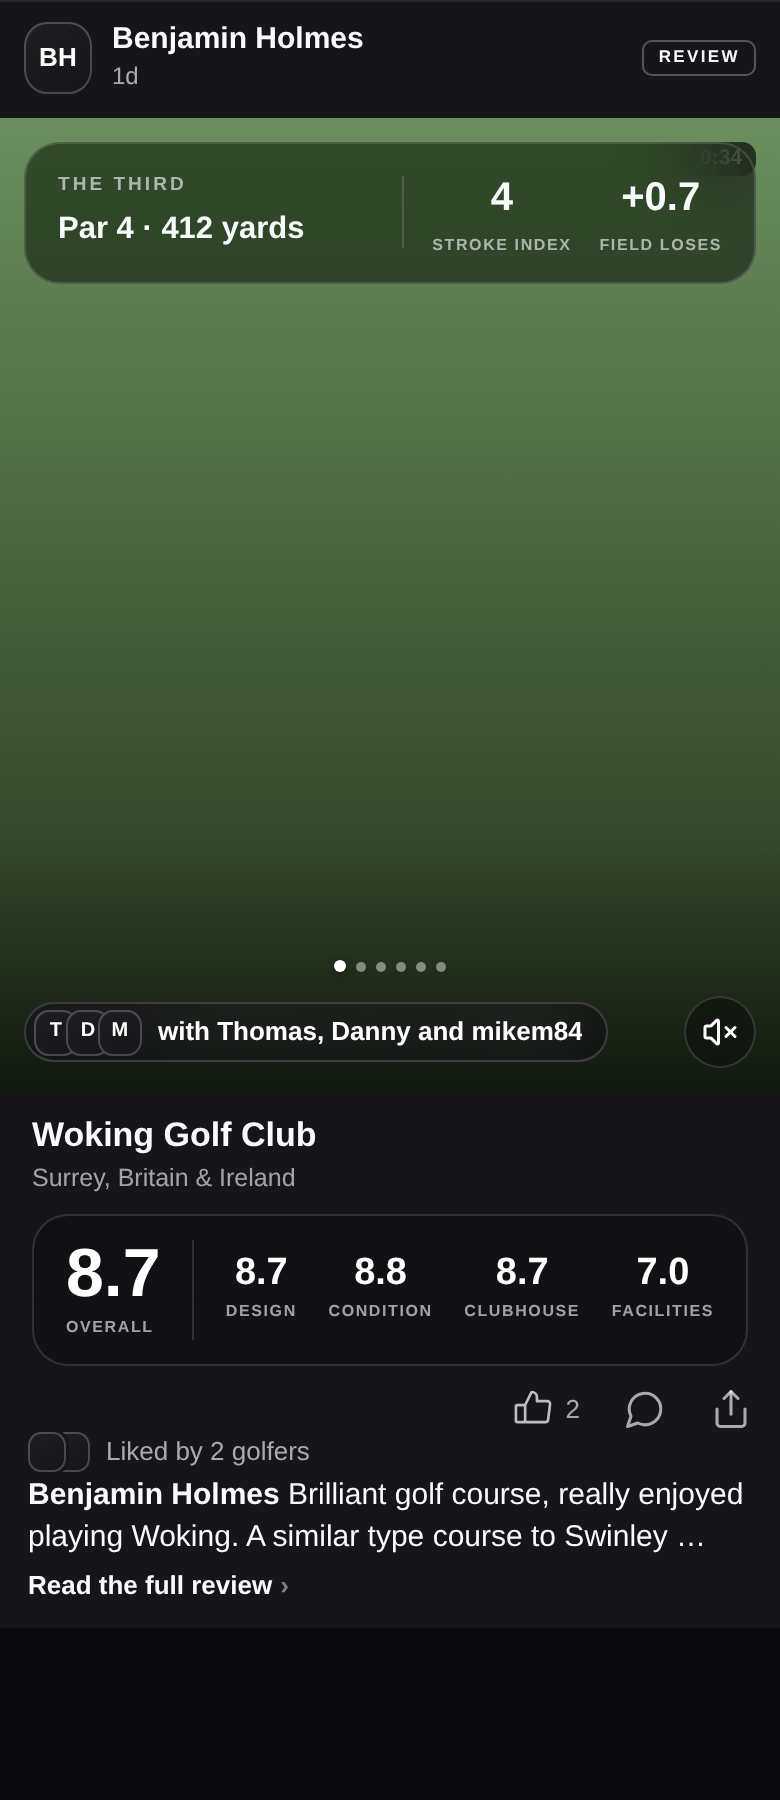 BH
Benjamin Holmes
1d
REVIEW
0:34
THE THIRD
Par 4 · 412 yards
4
STROKE INDEX
+0.7
FIELD LOSES
T D M
with Thomas, Danny and mikem84
Woking Golf Club
Surrey, Britain & Ireland
8.7
OVERALL
8.7
DESIGN
8.8
CONDITION
8.7
CLUBHOUSE
7.0
FACILITIES
2
Liked by 2 golfers
Benjamin Holmes Brilliant golf course, really enjoyed
playing Woking. A similar type course to Swinley …
Read the full review ›